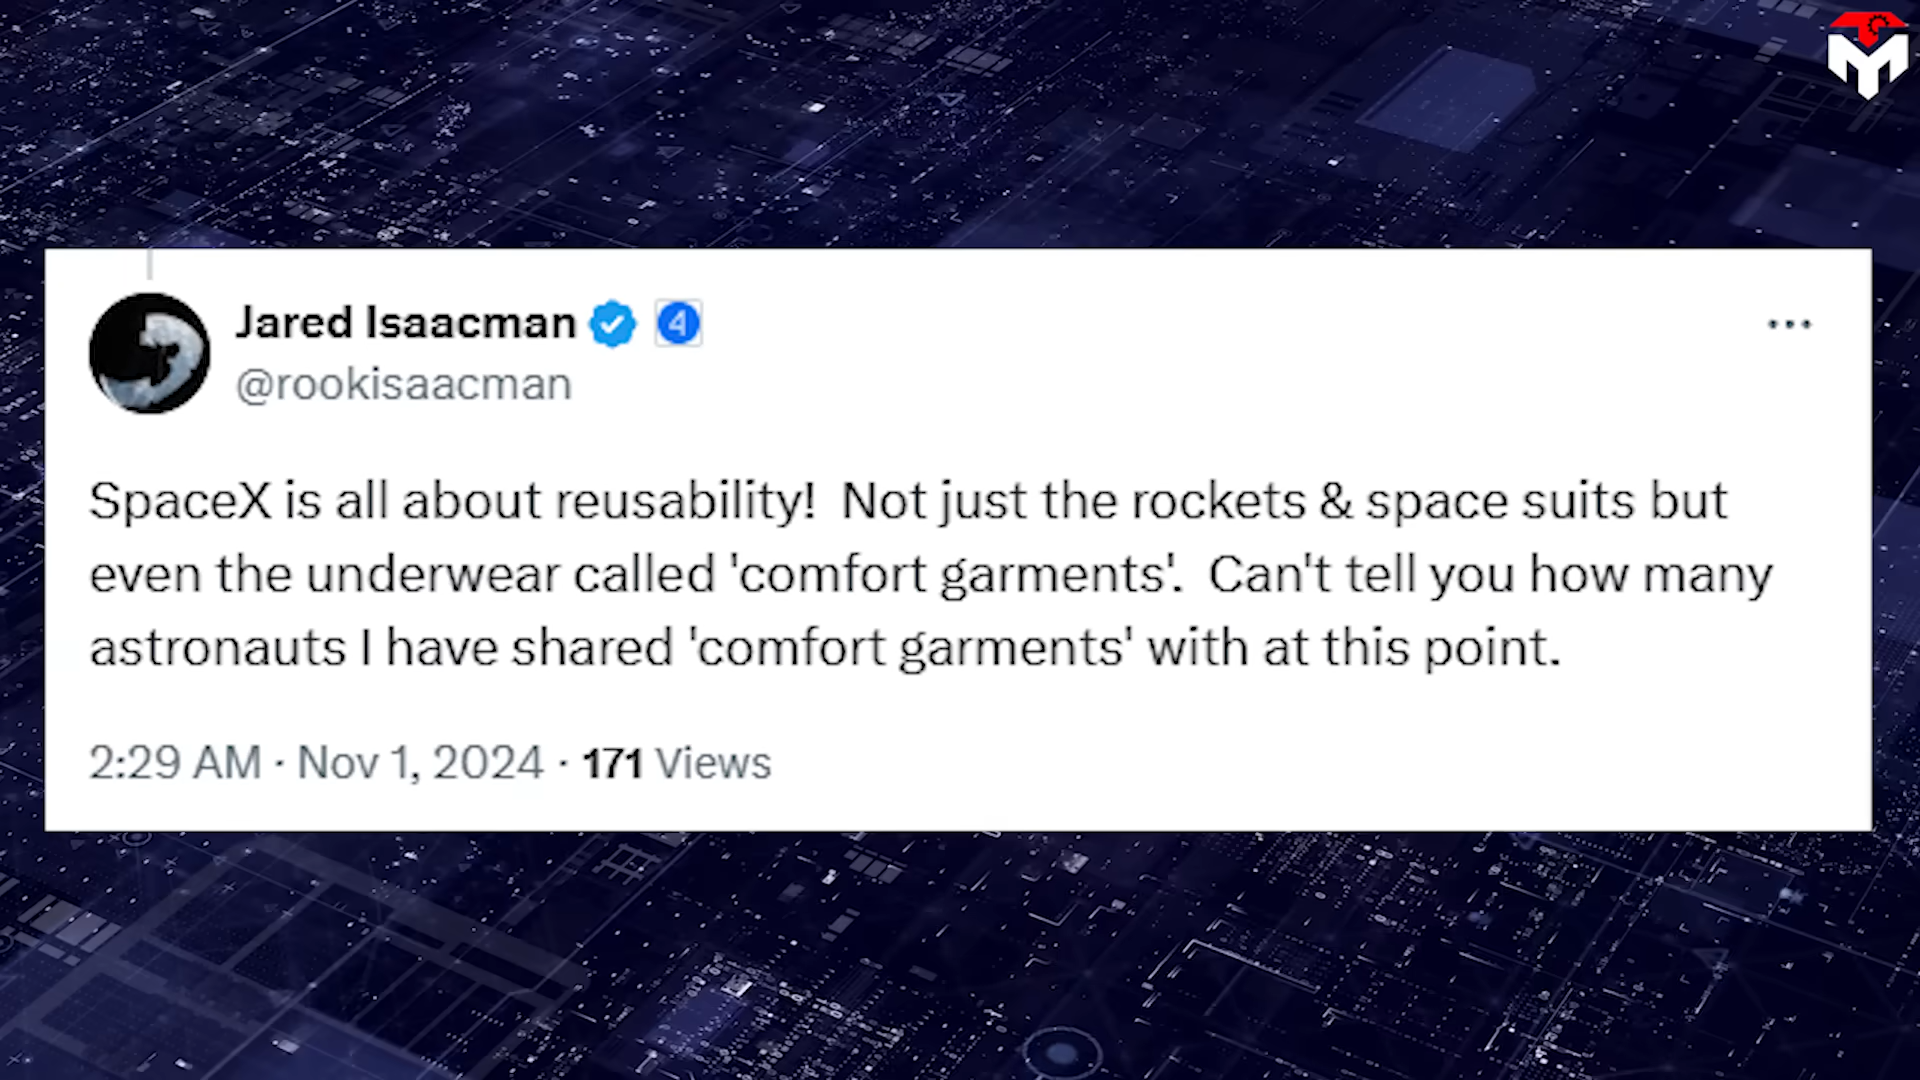 Jared Isaacman
@rookisaacman
SpaceX is all about reusability!  Not just the rockets & space suits but
even the underwear called 'comfort garments'.  Can't tell you how many
astronauts I have shared 'comfort garments' with at this point.
2:29 AM · Nov 1, 2024 · 171 Views